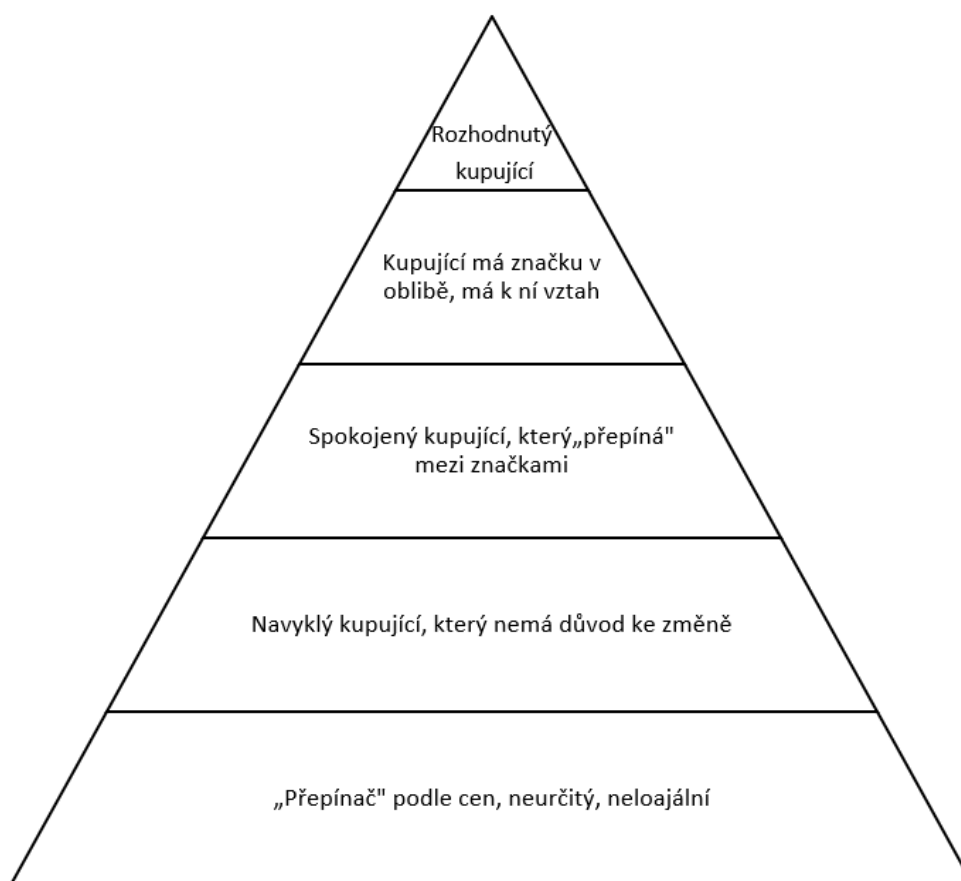 Rozhodnutý
kupující
Kupující má značku v
oblibě, má k ní vztah
Spokojený kupující, který„přepíná"
mezi značkami
Navyklý kupující, který nemá důvod ke změně
„Přepínač" podle cen, neurčitý, neloajální